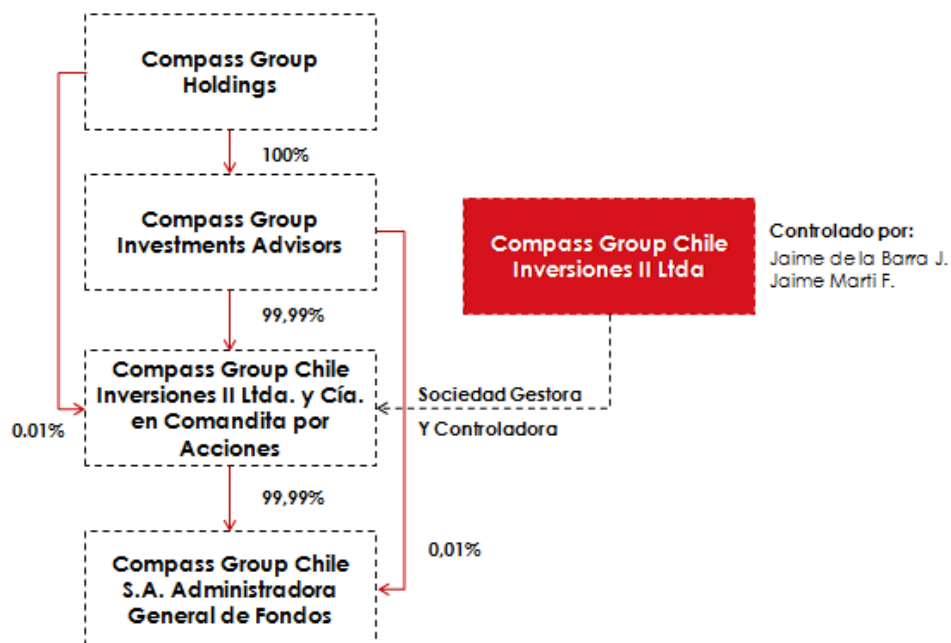 Compass Group
Holdings
100%
Compass Group
Investments Advisors
Compass Group Chile
Inversiones II Ltda
Controlado por:
Jaime de la Barra J.
Jaime Marti F.
99,99%
Compass Group Chile
Inversiones II Ltda. y Cía.
en Comandita por
Acciones
Sociedad Gestora
Y Controladora
0.01%
99,99%
0,01%
Compass Group Chile
S.A. Administradora
General de Fondos